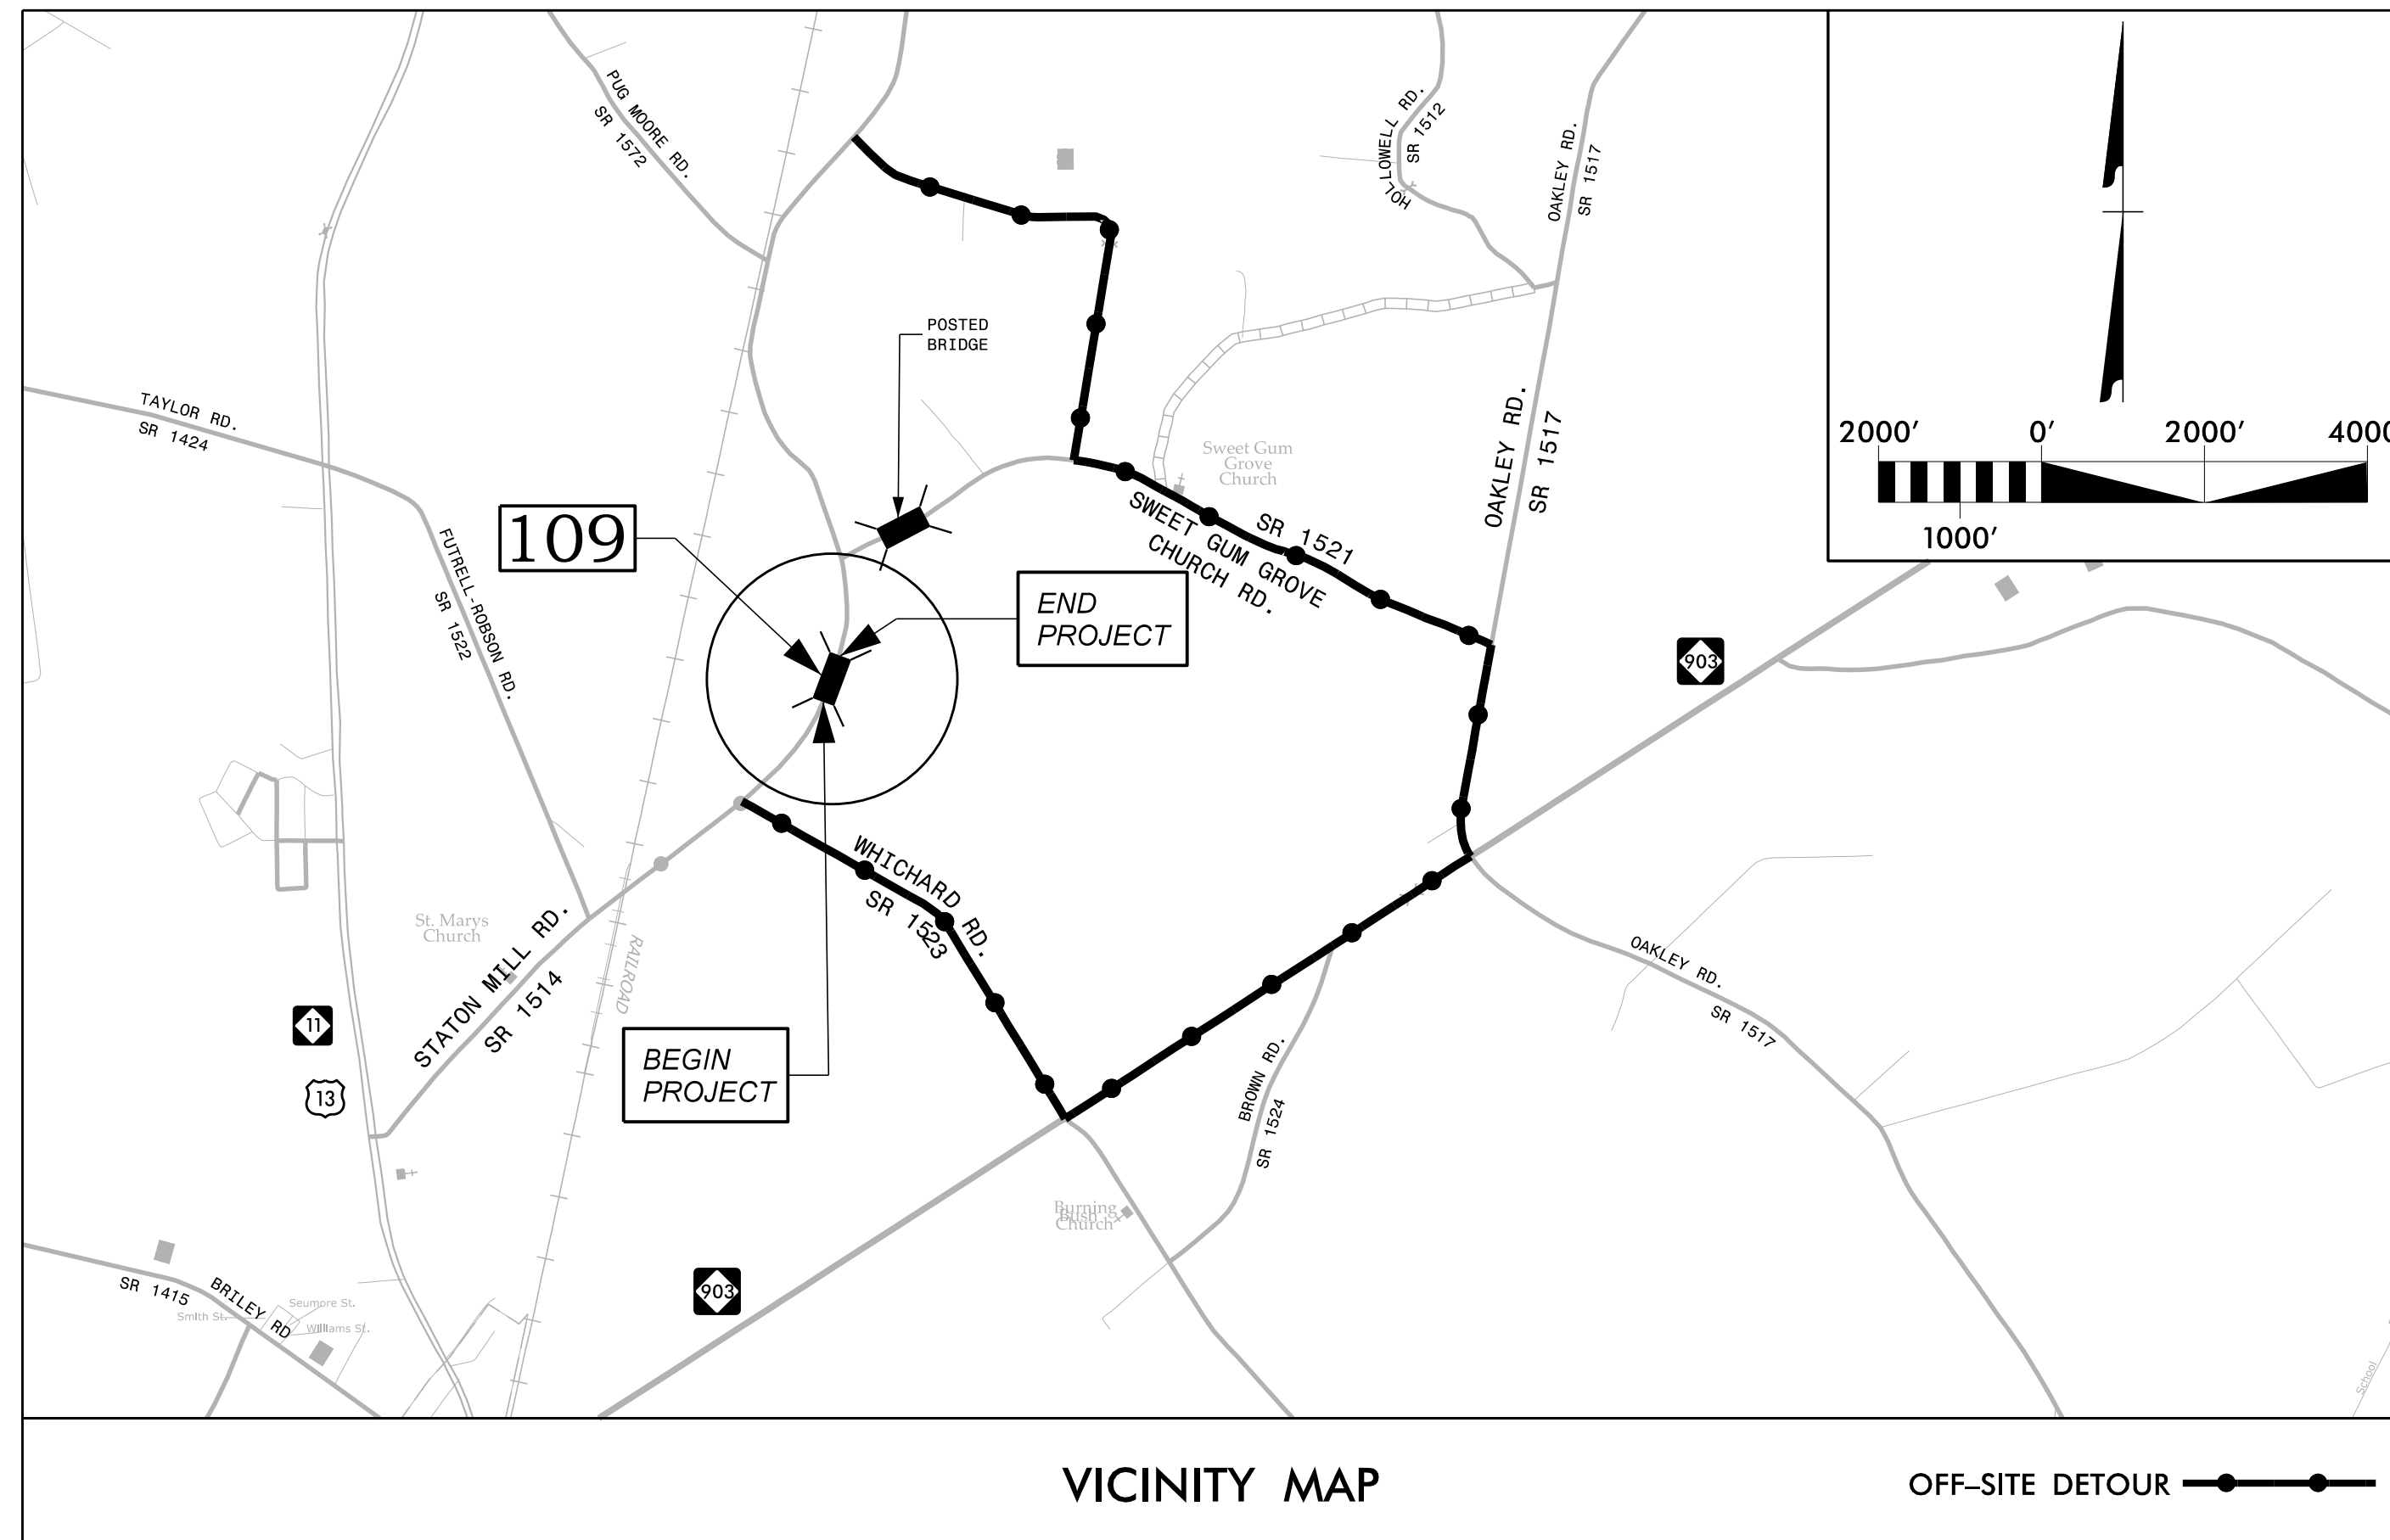 PUG MOORE RD.
SR 1572
HOLLOWELL RD.
SR 1512
OAKLEY RD.
SR 1517
POSTED
BRIDGE
TAYLOR RD.
SR 1424
2000' 0' 2000' 4000
1000'
OAKLEY RD.
SR 1517
Sweet Gum
Grove
Church
SWEET GUM GROVE
CHURCH RD.
SR 1521
109
FUTRELL-ROBSON RD.
SR 1522
END
PROJECT
903
WHICHARD RD.
SR 1523
St. Marys
Church
STATON MILL RD.
SR 1514
RAILROAD
OAKLEY RD.
SR 1517
11
13
BEGIN
PROJECT
BROWN RD.
SR 1524
Burning
Bush
Church
903
SR 1415
BRILEY RD
Seumore St.
Smith St.
Williams St.
School
VICINITY MAP
OFF–SITE DETOUR